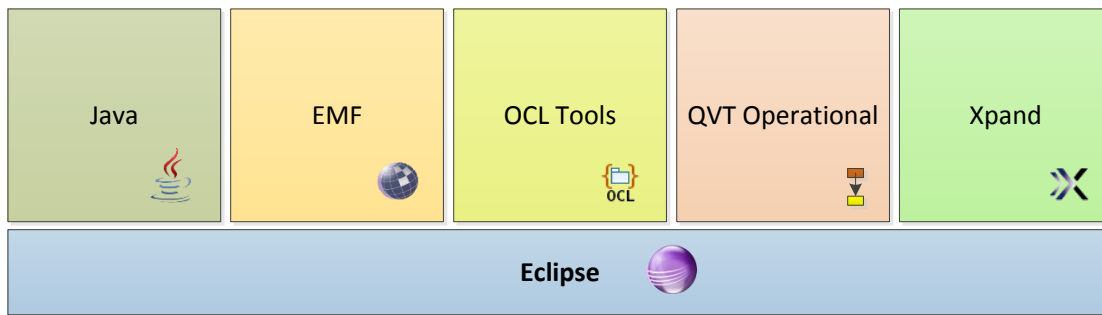 Java
EMF
OCL Tools
QVT Operational
Xpand
OCL
Eclipse